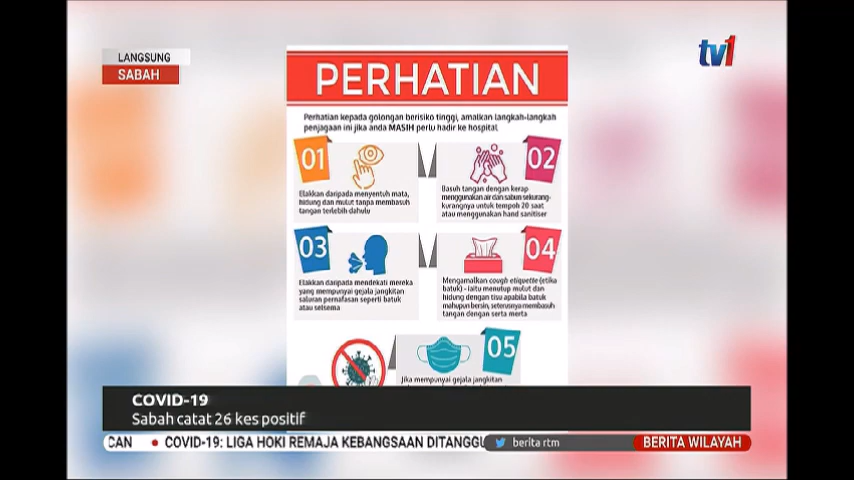 LANGSUNG
SABAH
tv1
PERHATIAN
Perhatian kepada golongan berisiko tinggi, amalkan langkah-langkah
penjagaan ini jika anda MASIH perlu hadir ke hospital
01
Elakkan daripada menyentuh mata,
hidung dan mulut tanpa membasuh
tangan terlebih dahulu
02
Basuh tangan dengan kerap
menggunakan air dan sabun sekurang-
kurangnya untuk tempoh 20 saat
atau menggunakan hand sanitiser
03
Elakkan daripada mendekati mereka
yang mempunyai gejala jangkitan
saluran pernafasan seperti batuk
atau selsema
04
Mengamalkan cough etiquette (etika
batuk) - iaitu menutup mulut dan
hidung dengan tisu apabila batuk
mahupun bersin, seterusnya membasuh
tangan dengan serta merta
05
Jika mempunyai gejala jangkitan
COVID-19
Sabah catat 26 kes positif
CAN • COVID-19: LIGA HOKI REMAJA KEBANGSAAN DITANGGU
berita rtm
BERITA WILAYAH